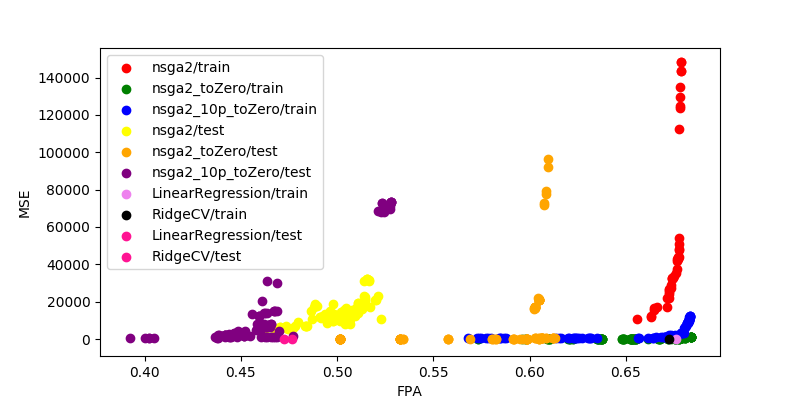 140000
120000
100000
80000
60000
40000
20000
0
MSE
nsga2/train
nsga2_toZero/train
nsga2_10p_toZero/train
nsga2/test
nsga2_toZero/test
nsga2_10p_toZero/test
LinearRegression/train
RidgeCV/train
LinearRegression/test
RidgeCV/test
0.40 0.45 0.50 0.55 0.60 0.65
FPA